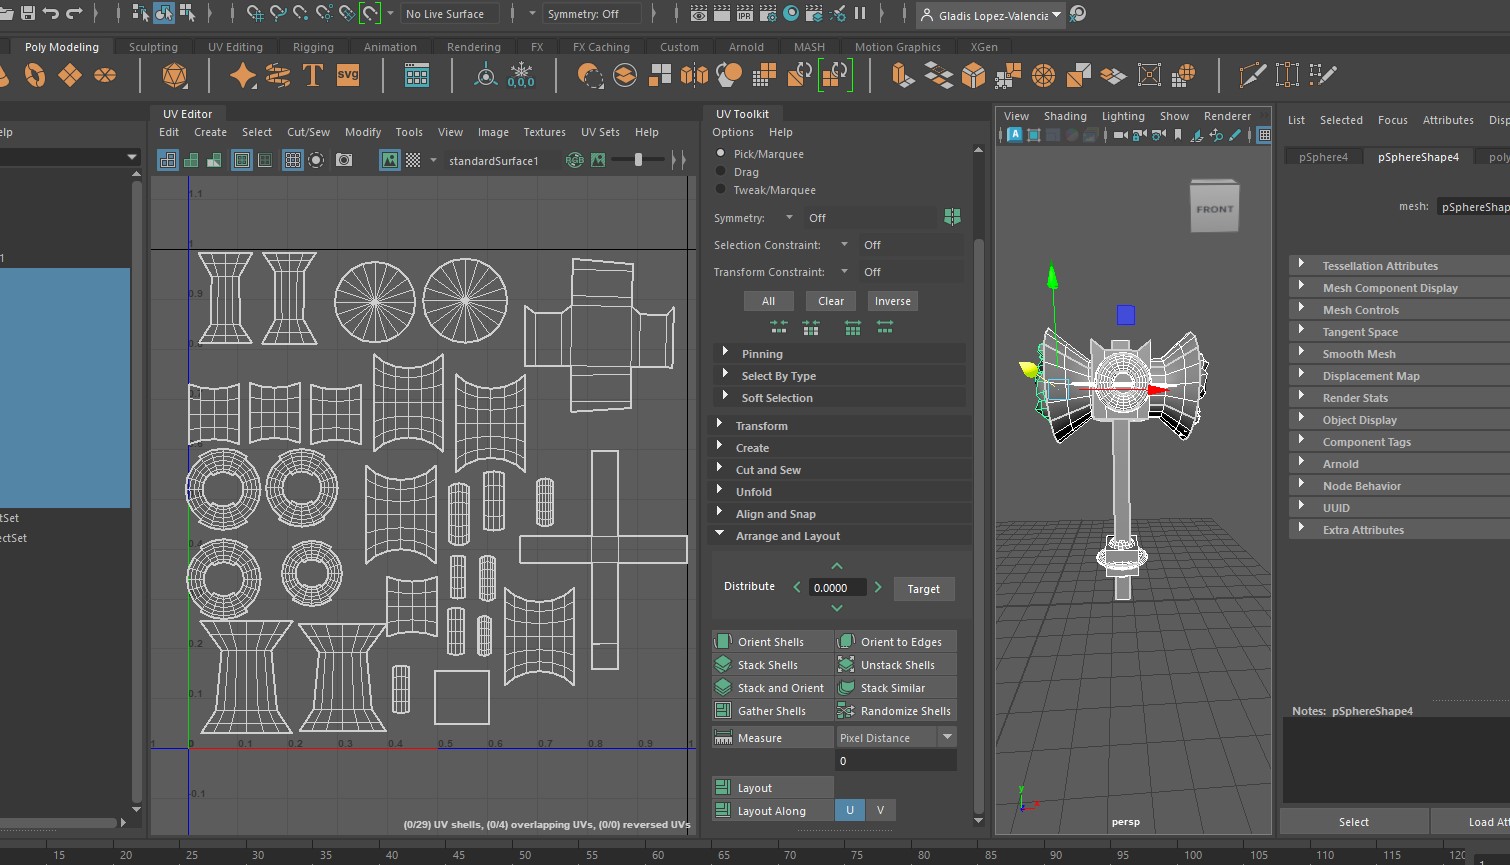 No Live Surface
Symmetry: Off
IPR
Gladis Lopez-Valencia
Poly Modeling
Sculpting
UV Editing
Rigging
Animation
Rendering
FX
FX Caching
Custom
Arnold
MASH
Motion Graphics
XGen
T
SVG
0,0,0
UV Editor
UV Toolkit
elp
Edit
Create
Select
Cut/Sew
Modify
Tools
View
Image
Textures
UV Sets
Help
Options
Help
View
Shading
Lighting
Show
Renderer
List
Selected
Focus
Attributes
Disp
standardSurface1
RGB
A
Pick/Marquee
Drag
Tweak/Marquee
pSphere4
pSphereShape4
poly
Symmetry:
Off
mesh:
pSphereShap
FRONT
Selection Constraint:
Off
Transform Constraint:
Off
All
Clear
Inverse
Pinning
Select By Type
Soft Selection
Transform
Create
Cut and Sew
Unfold
Align and Snap
Arrange and Layout
Tessellation Attributes
Mesh Component Display
Mesh Controls
Tangent Space
Smooth Mesh
Displacement Map
Render Stats
Object Display
Component Tags
Arnold
Node Behavior
UUID
Extra Attributes
1
tSet
ectSet
1.1
1
0.9
0.4
0.2
0.1
-0.1
1
0
0.1
0.2
0.3
0.4
0.5
0.6
0.7
0.8
0.9
1
Distribute
0.0000
Target
Orient Shells
Orient to Edges
Stack Shells
Unstack Shells
Stack and Orient
Stack Similar
Gather Shells
Randomize Shells
Measure
Pixel Distance
0
Layout
Layout Along
U
V
(0/29) UV shells, (0/4) overlapping UVs, (0/0) reversed UVs
y
x
persp
Notes: pSphereShape4
Select
Load Att
15
20
25
30
35
40
45
50
55
60
65
70
75
80
85
90
95
100
105
110
115
120
1